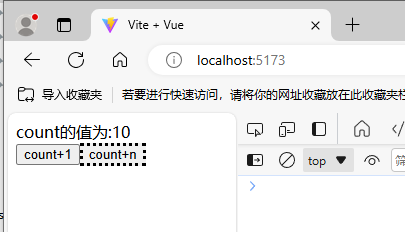 Vite + Vue
localhost:5173
导入收藏夹
若要进行快速访问，请将你的网址收藏放在此收藏夹栏
count的值为:10
count+1 count+n
top
筛